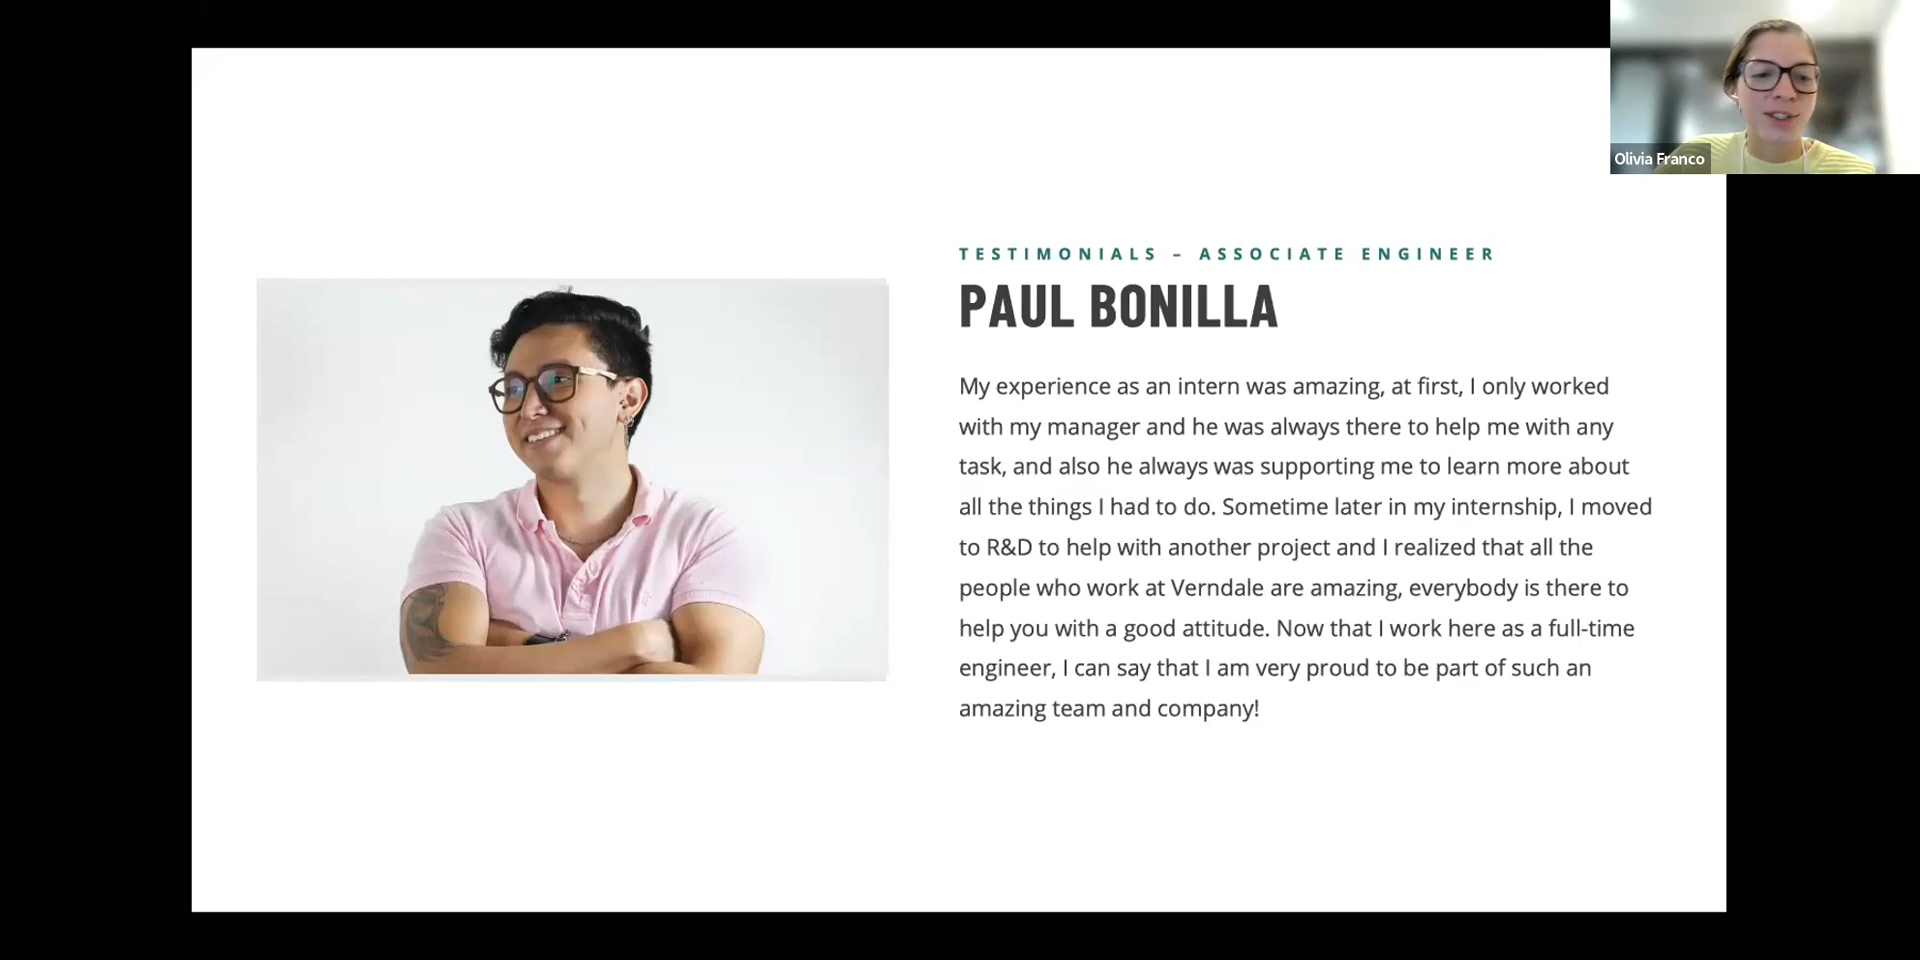 Olivia Franco
TESTIMONIALS – ASSOCIATE ENGINEER
PAUL BONILLA
My experience as an intern was amazing, at first, I only worked
with my manager and he was always there to help me with any
task, and also he always was supporting me to learn more about
all the things I had to do. Sometime later in my internship, I moved
to R&D to help with another project and I realized that all the
people who work at Verndale are amazing, everybody is there to
help you with a good attitude. Now that I work here as a full-time
engineer, I can say that I am very proud to be part of such an
amazing team and company!